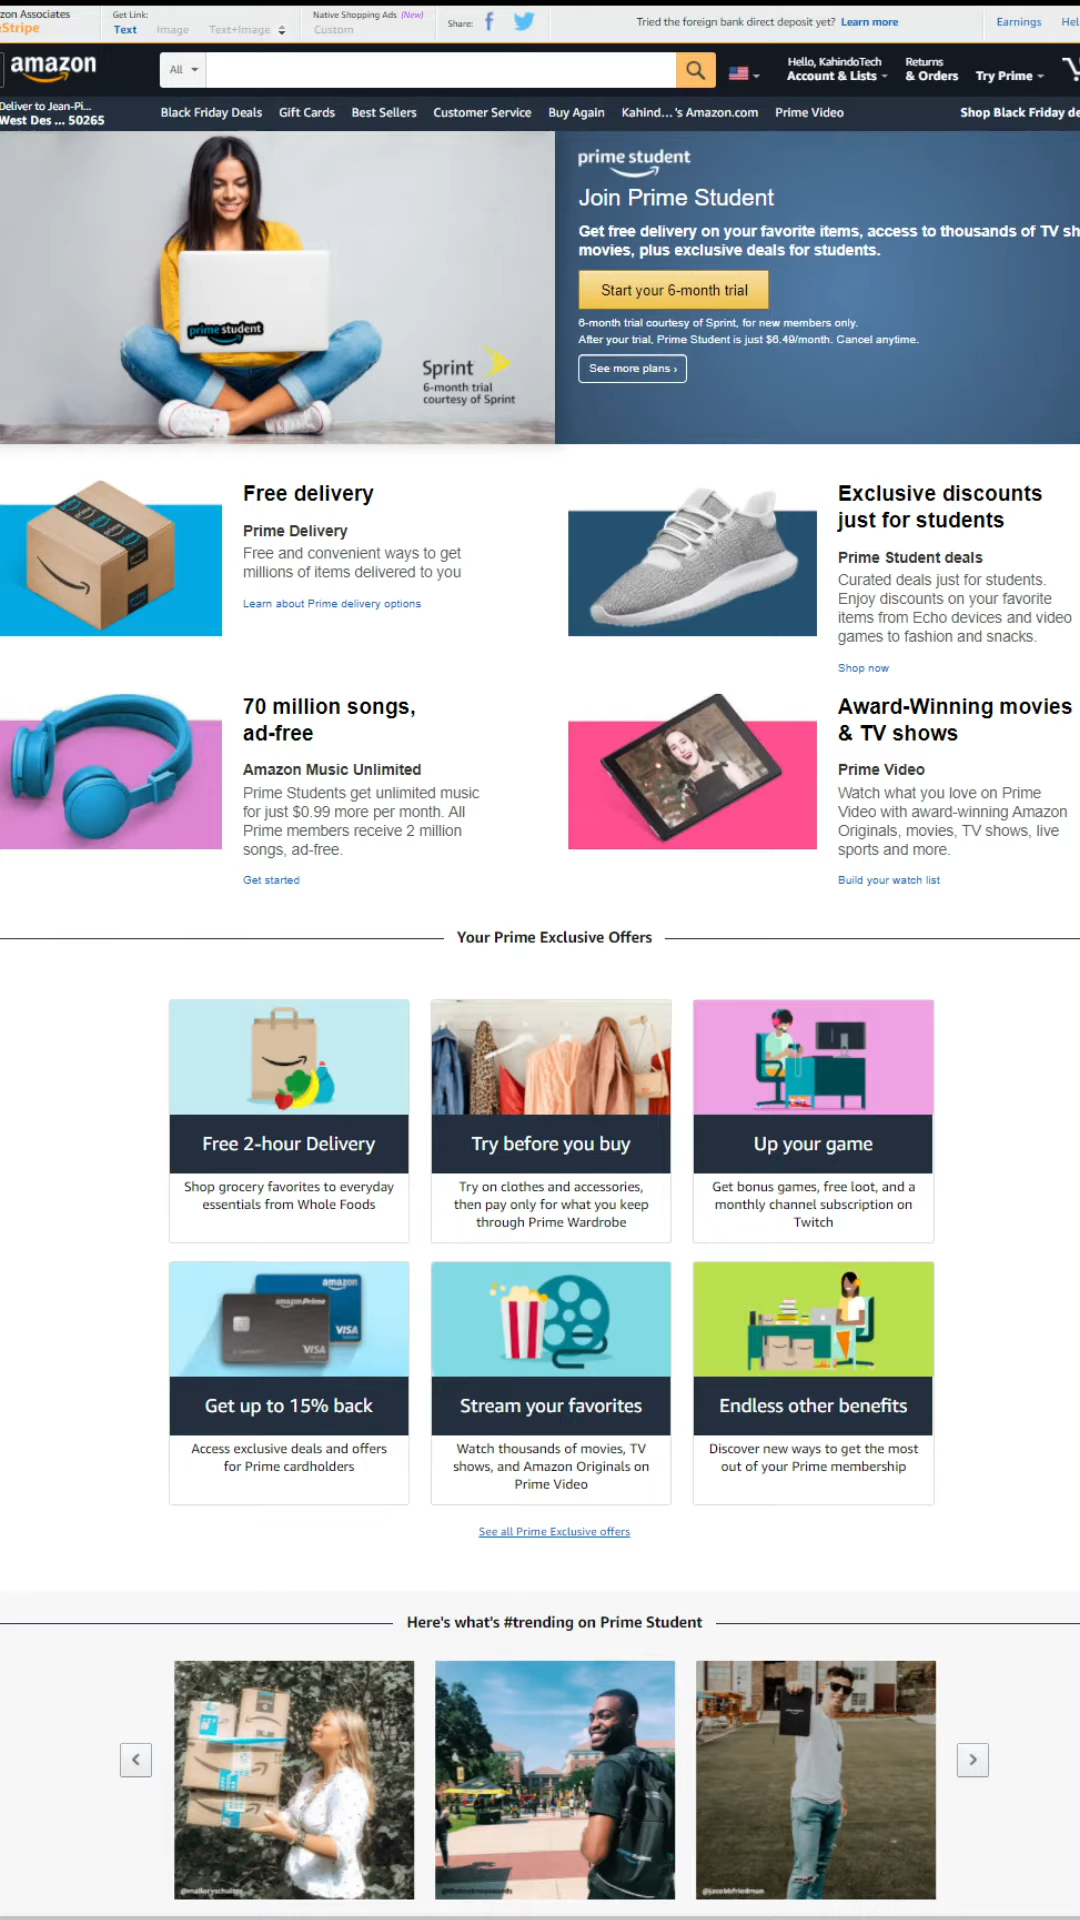 zon Associates
eStripe
Get Link:
Text Image Text+Image
Native Shopping Ads (New)
Custom
Share:
Tried the foreign bank direct deposit yet? Learn more
Earnings Hel
amazon
All
Hello, KahindoTech
Account & Lists
Returns
& Orders
Try Prime
Deliver to Jean-Pi...
West Des ... 50265
Black Friday Deals Gift Cards Best Sellers Customer Service Buy Again Kahind...'s Amazon.com Prime Video
Shop Black Friday de
prime student
Sprint
6-month trial
courtesy of Sprint
prime student
Join Prime Student
Get free delivery on your favorite items, access to thousands of TV sh
movies, plus exclusive deals for students.
Start your 6-month trial
6-month trial courtesy of Sprint, for new members only.
After your trial, Prime Student is just $6.49/month. Cancel anytime.
See more plans ›
Free delivery
Prime Delivery
Free and convenient ways to get
millions of items delivered to you
Learn about Prime delivery options
Exclusive discounts
just for students
Prime Student deals
Curated deals just for students.
Enjoy discounts on your favorite
items from Echo devices and video
games to fashion and snacks.
Shop now
70 million songs,
ad-free
Amazon Music Unlimited
Prime Students get unlimited music
for just $0.99 more per month. All
Prime members receive 2 million
songs, ad-free.
Get started
Award-Winning movies
& TV shows
Prime Video
Watch what you love on Prime
Video with award-winning Amazon
Originals, movies, TV shows, live
sports and more.
Build your watch list
Your Prime Exclusive Offers
Free 2-hour Delivery
Shop grocery favorites to everyday
essentials from Whole Foods
Try before you buy
Try on clothes and accessories,
then pay only for what you keep
through Prime Wardrobe
Up your game
Get bonus games, free loot, and a
monthly channel subscription on
Twitch
amazon
amazonPrime
VISA
VISA
Get up to 15% back
Access exclusive deals and offers
for Prime cardholders
Stream your favorites
Watch thousands of movies, TV
shows, and Amazon Originals on
Prime Video
Endless other benefits
Discover new ways to get the most
out of your Prime membership
See all Prime Exclusive offers
Here's what's #trending on Prime Student
@malleryschultes
@jacobbfriedman